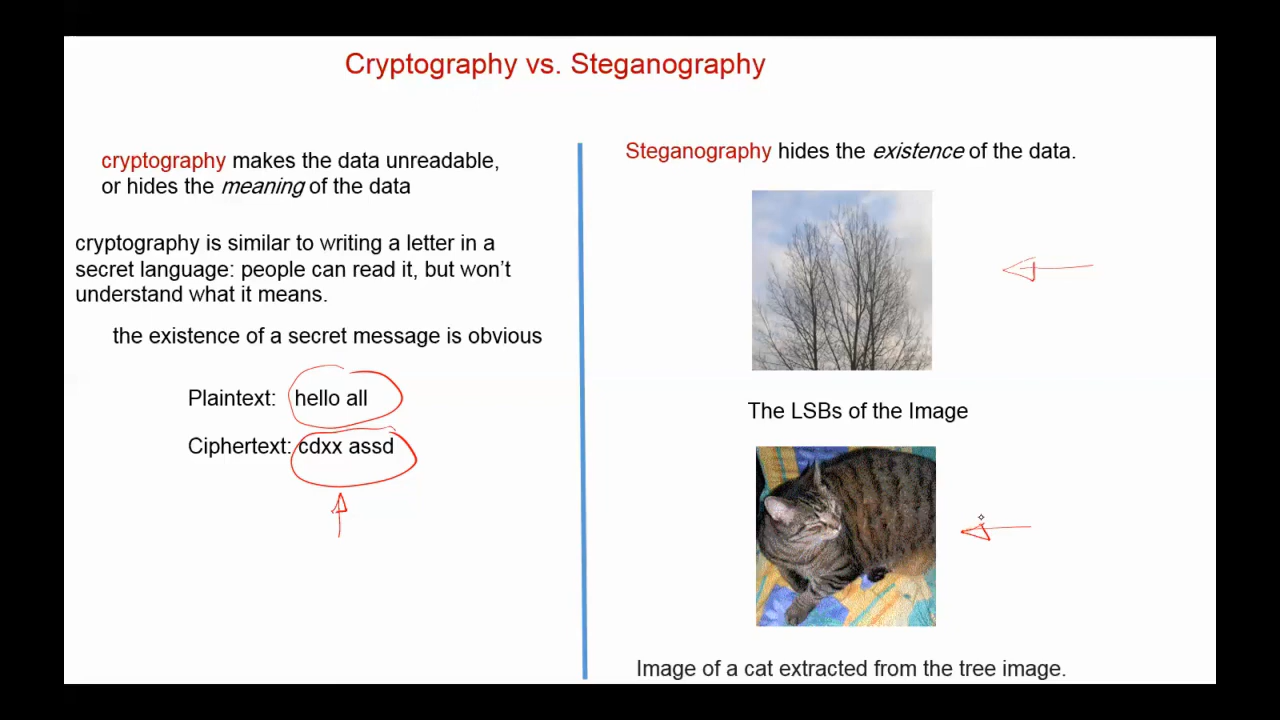 Cryptography vs. Steganography
cryptography makes the data unreadable,
or hides the meaning of the data
cryptography is similar to writing a letter in a
secret language: people can read it, but won’t
understand what it means.
the existence of a secret message is obvious
Plaintext: hello all
Ciphertext: cdxx assd
Steganography hides the existence of the data.
The LSBs of the Image
Image of a cat extracted from the tree image.